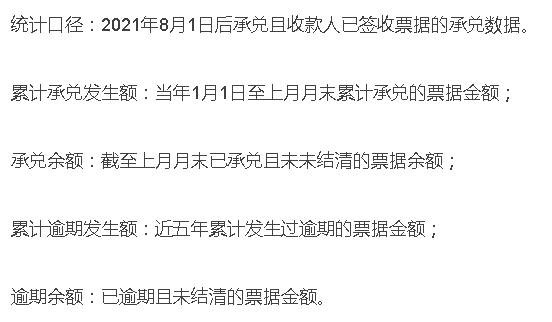 统计口径：2021年8月1日后承兑且收款人已签收票据的承兑数据。
累计承兑发生额：当年1月1日至上月月末累计承兑的票据金额；
承兑余额：截至上月月末已承兑且未未结清的票据余额；
累计逾期发生额：近五年累计发生过逾期的票据金额；
逾期余额：已逾期且未结清的票据金额。